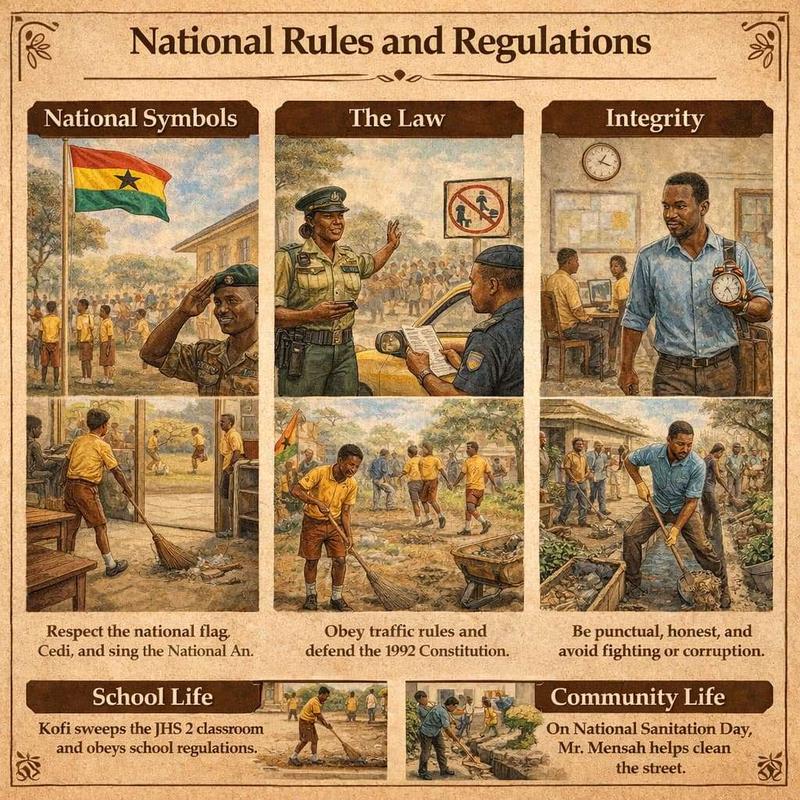 National Rules and Regulations
National Symbols
The Law
Integrity
Respect the national flag.
Cedi, and sing the National An.
Obey traffic rules and
defend the 1992 Constitution.
Be punctual, honest, and
avoid fighting or corruption.
School Life
Kofi sweeps the JHS 2 classroom
and obeys school regulations.
Community Life
On National Sanitation Day,
Mr. Mensah helps clean
the street.